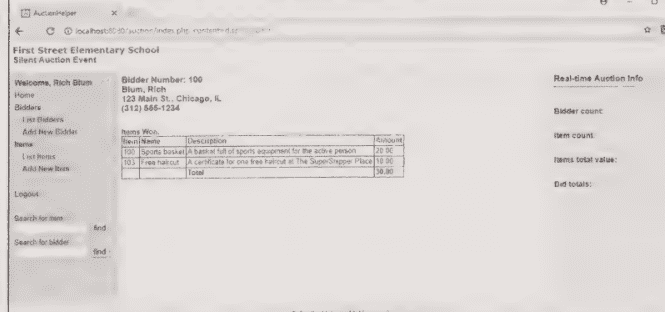 AuctionHelper
First Street Elementary School
Silent Auction Event
Welcome, Rich Blum
Home
Bidders
List Bidders
Add New Bidder
Items
List Items
Add New Item
Logout
Search for item
find
Search for bidder
find
Bidder Number: 100
Blum, Rich
123 Main St., Chicago, IL
(312) 555-1234
Items Won:
Item Name Description Amount
100 Sports basket A basket full of sports equipment for the active person 20.00
103 Free haircut A certificate for one free haircut at The SuperSnipper Place 10.00
Total 30.00
Real-time Auction Info
Bidder count:
Item count:
Items total value:
Bid totals: